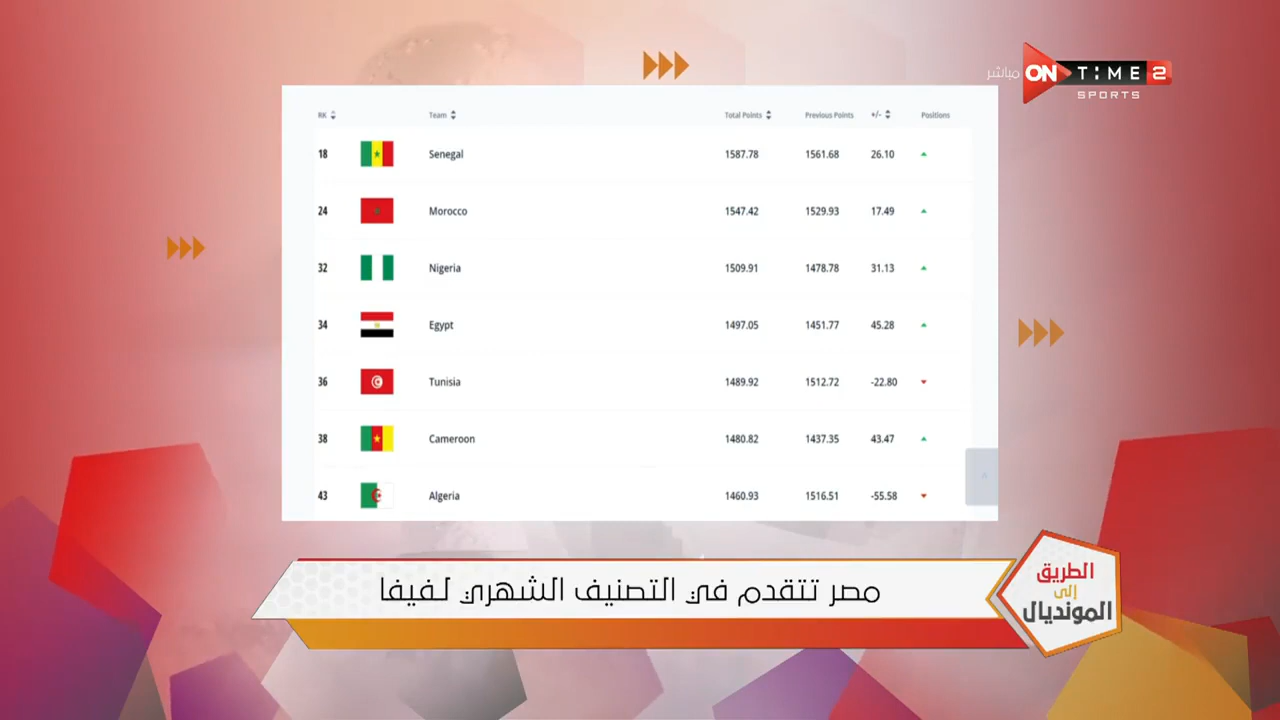 مباشر ON TIME 2
SPORTS
RK Team Total Points Previous Points +/- Positions
18 Senegal 1587.78 1561.68 26.10
24 Morocco 1547.42 1529.93 17.49
32 Nigeria 1509.91 1478.78 31.13
34 Egypt 1497.05 1451.77 45.28
36 Tunisia 1489.92 1512.72 -22.80
38 Cameroon 1480.82 1437.35 43.47
43 Algeria 1460.93 1516.51 -55.58
الطريق
إلى
المونديال
مصر تتقدم في التصنيف الشهري لفيفا